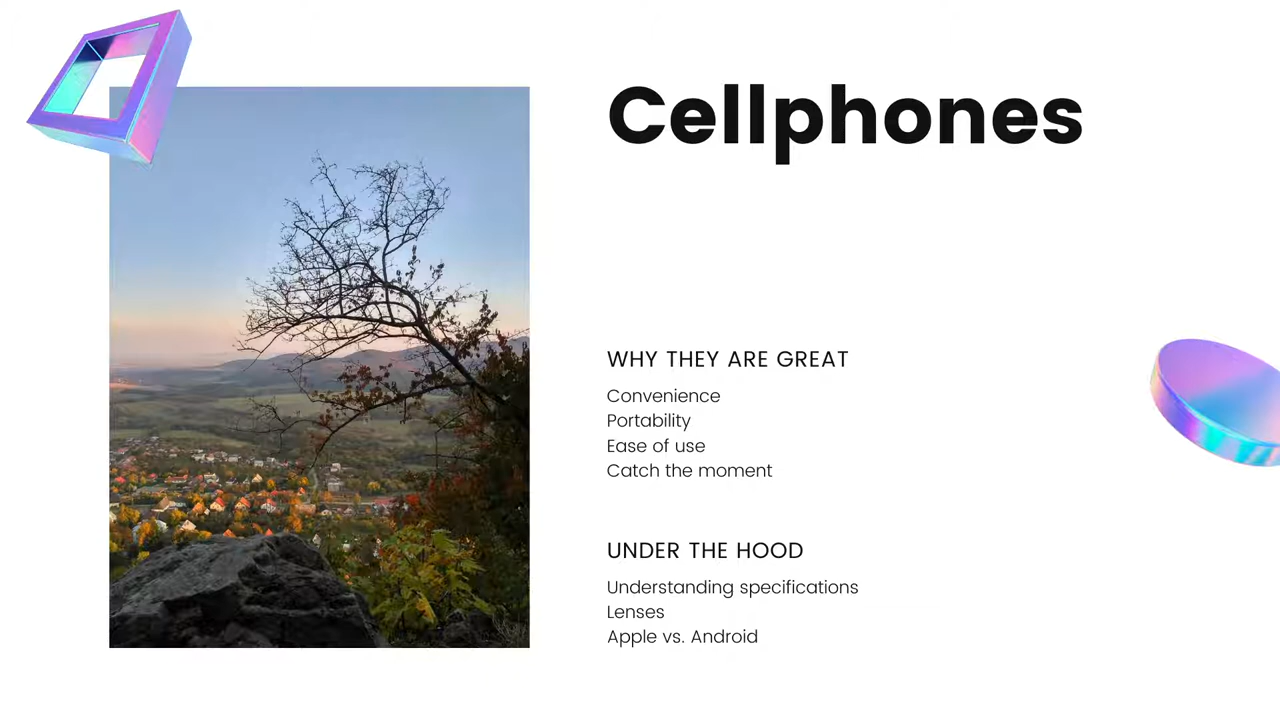 Cellphones
WHY THEY ARE GREAT
Convenience
Portability
Ease of use
Catch the moment
UNDER THE HOOD
Understanding specifications
Lenses
Apple vs. Android